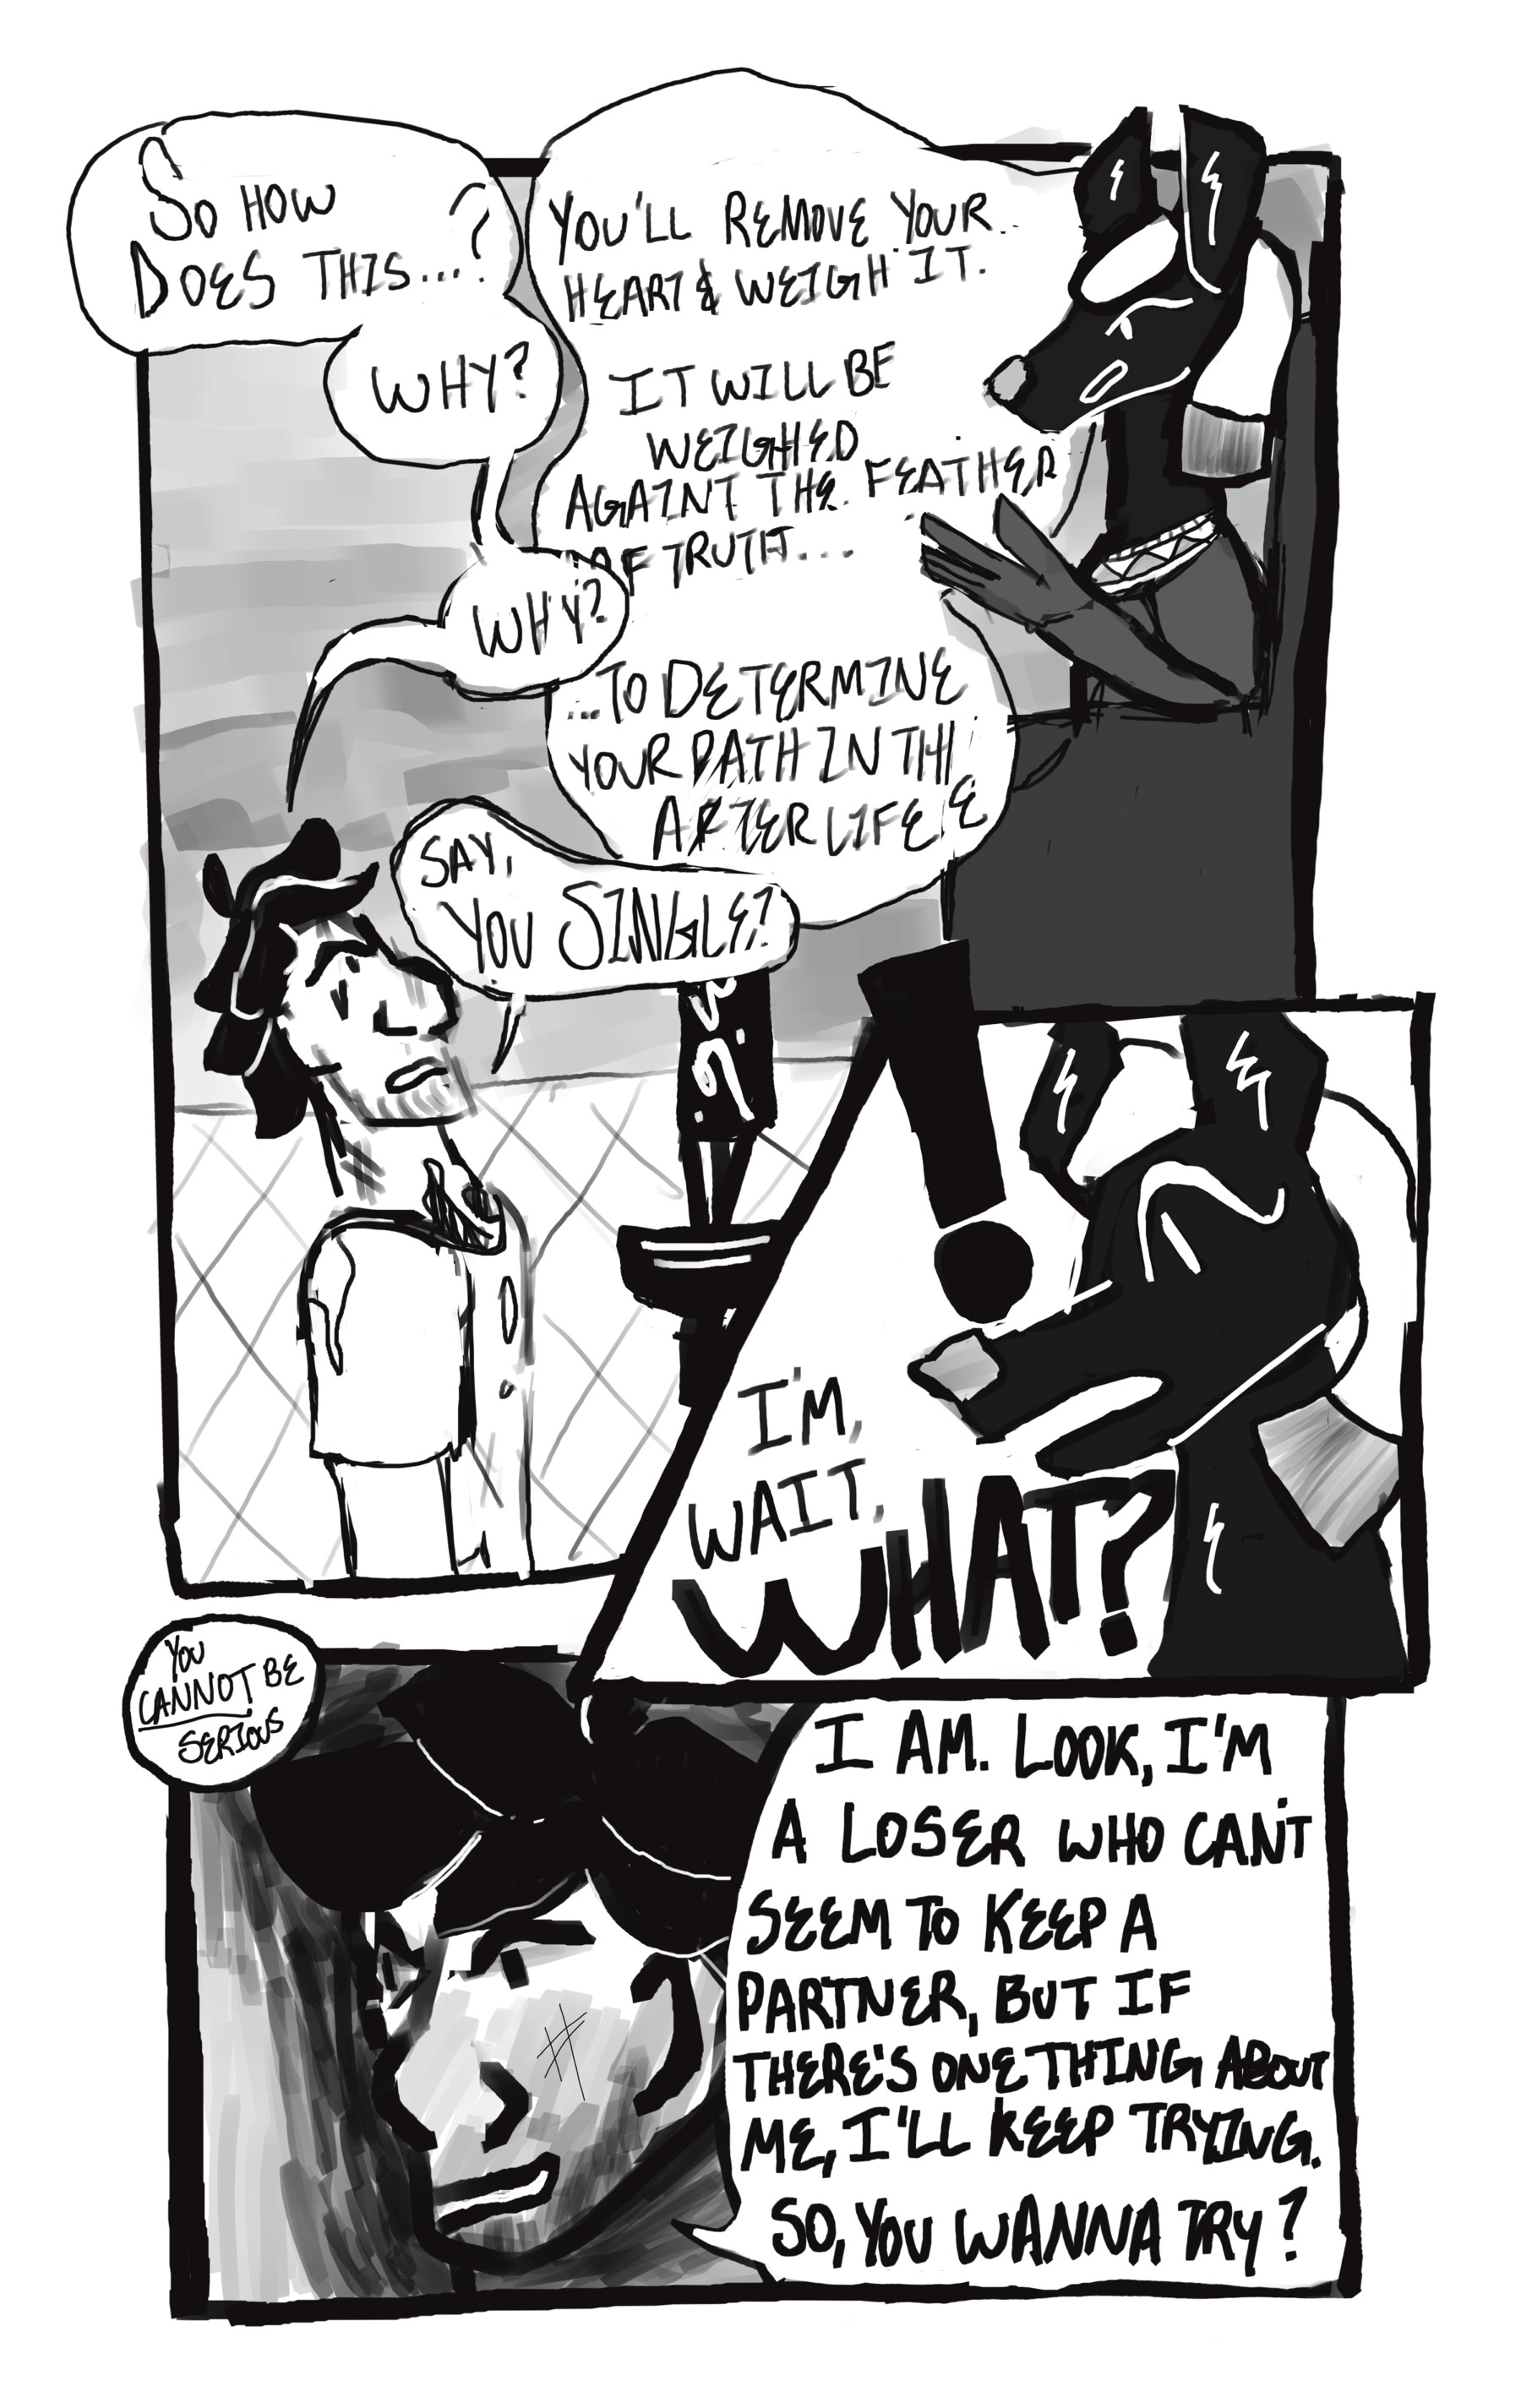 SO HOW
DOES THIS...?
YOU'LL REMOVE YOUR
HEART & WEIGH IT.
WHY?
IT WILL BE
WEIGHED
AGAINT THE FEATHER
OF TRUTH...
WHY?
...TO DETERMINE
YOUR PATH IN THE
AFTERLIFE
SAY,
YOU SINGLE?
I'M,
WAIT,
WHAT?
YOU
CANNOT BE
SERIOUS
I AM. LOOK, I'M
A LOSER WHO CAN'T
SEEM TO KEEP A
PARTNER, BUT IF
THERE'S ONE THING ABOUT
ME, I'LL KEEP TRYING.
SO, YOU WANNA TRY?